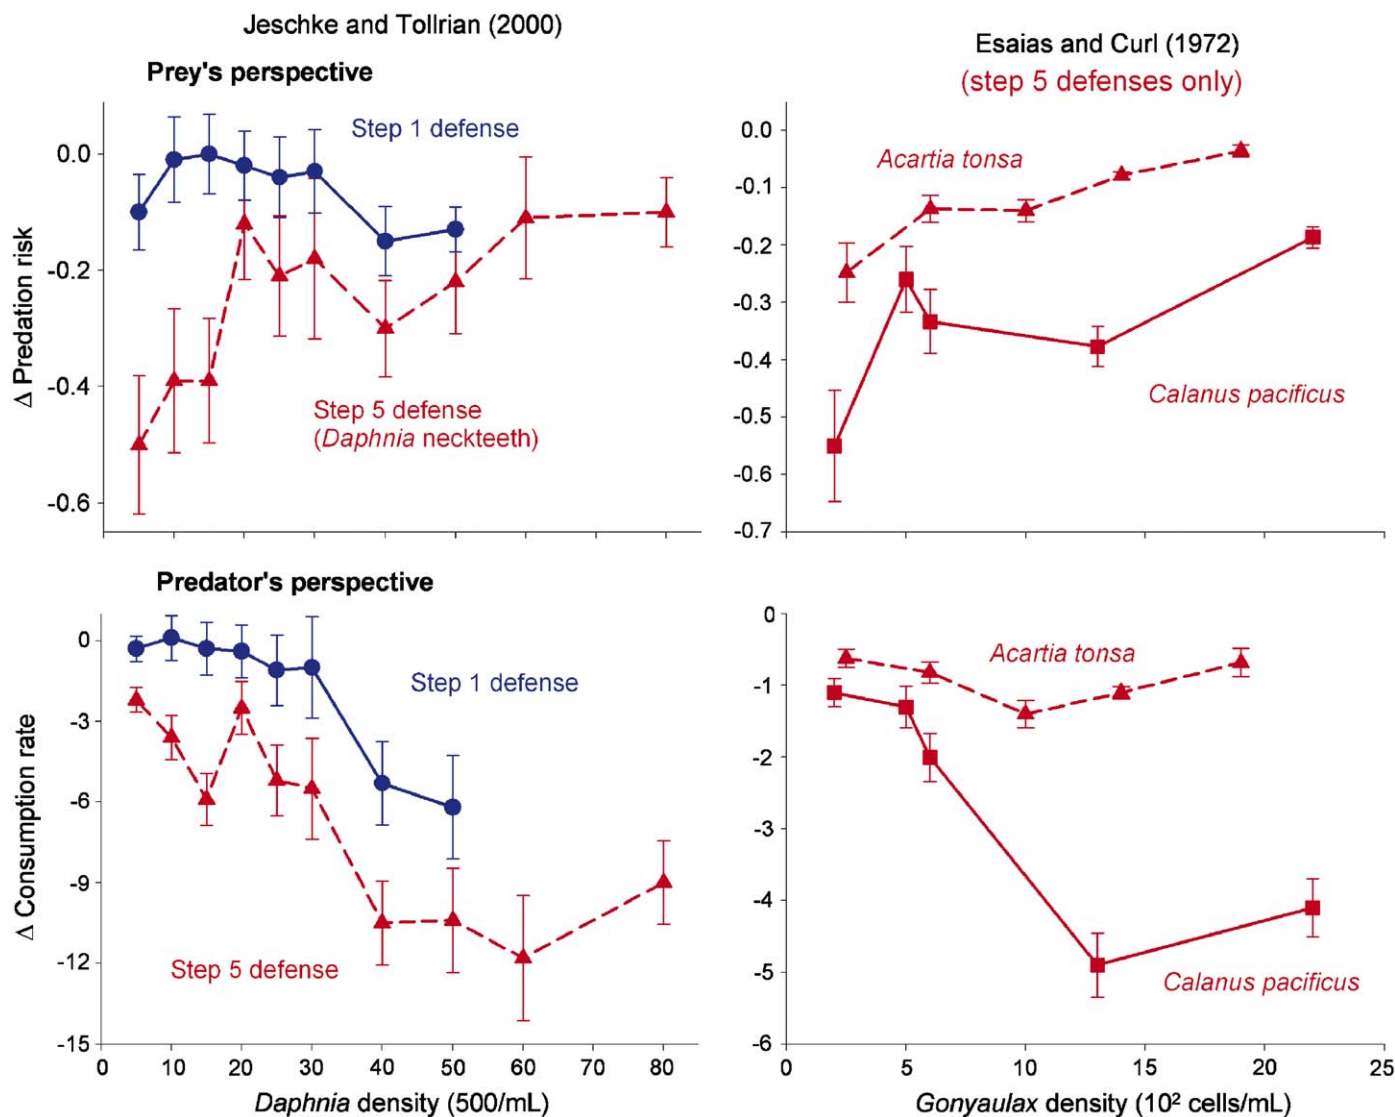 Jeschke and Tollrian (2000)
Esaias and Curl (1972)
(step 5 defenses only)
Prey's perspective
Step 1 defense
Step 5 defense
(Daphnia neckteeth)
Δ Predation risk
0.0
-0.2
-0.4
-0.6
Acartia tonsa
Calanus pacificus
0.0
-0.1
-0.2
-0.3
-0.4
-0.5
-0.6
-0.7
Predator's perspective
Step 1 defense
Step 5 defense
Δ Consumption rate
0
-3
-6
-9
-12
-15
0 10 20 30 40 50 60 70 80
Daphnia density (500/mL)
Acartia tonsa
Calanus pacificus
0
-1
-2
-3
-4
-5
-6
0 5 10 15 20 25
Gonyaulax density (10² cells/mL)